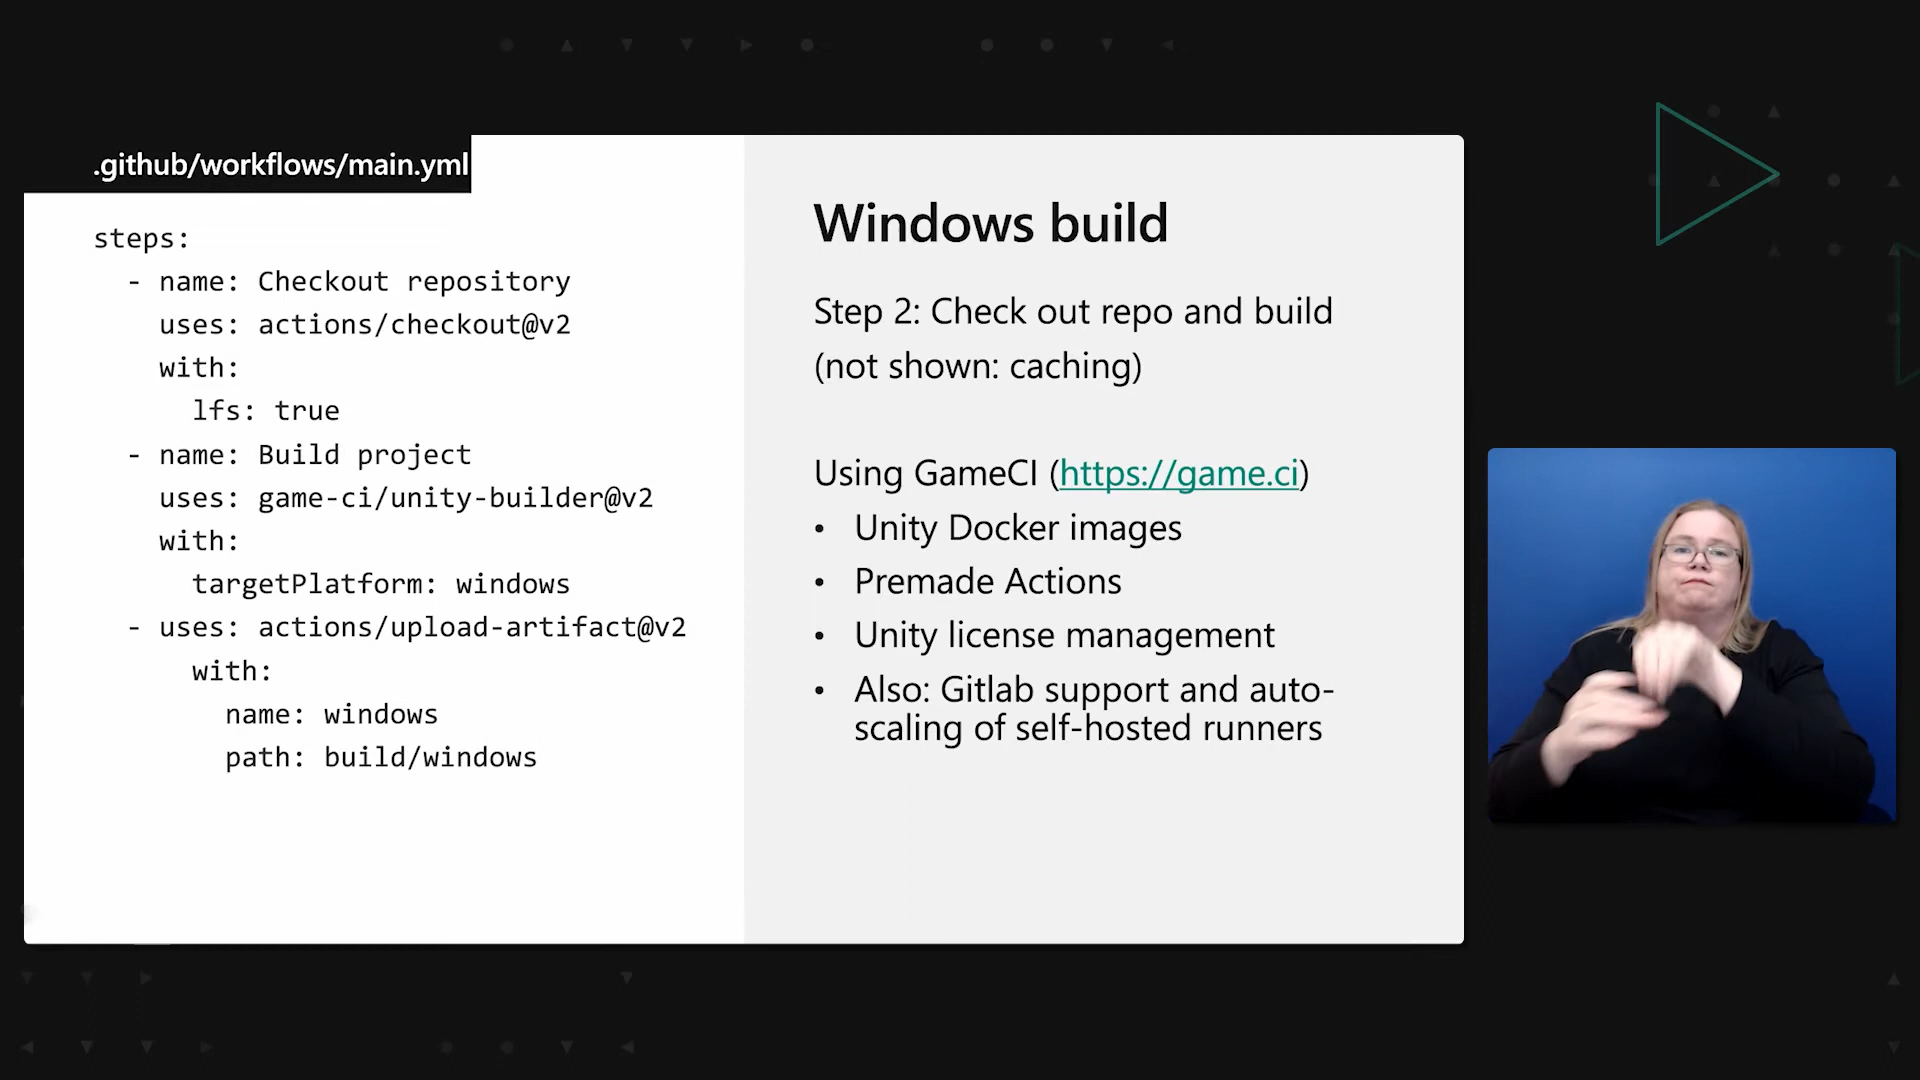 .github/workflows/main.yml
steps:
  - name: Checkout repository
    uses: actions/checkout@v2
    with:
      lfs: true
  - name: Build project
    uses: game-ci/unity-builder@v2
    with:
      targetPlatform: windows
  - uses: actions/upload-artifact@v2
      with:
        name: windows
        path: build/windows
Windows build
Step 2: Check out repo and build
(not shown: caching)
Using GameCI (https://game.ci)
• Unity Docker images
• Premade Actions
• Unity license management
• Also: Gitlab support and auto-
scaling of self-hosted runners